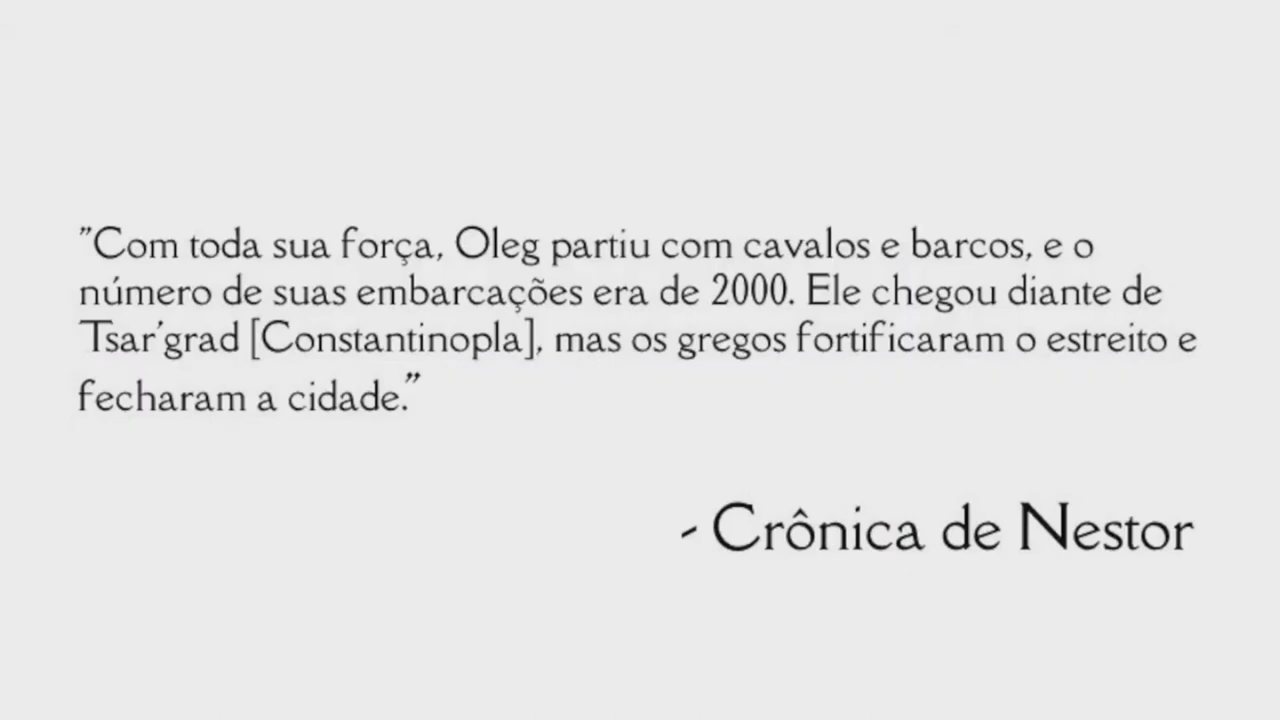 ”Com toda sua força, Oleg partiu com cavalos e barcos, e o
número de suas embarcações era de 2000. Ele chegou diante de
Tsar'grad [Constantinopla], mas os gregos fortificaram o estreito e
fecharam a cidade.”
- Crônica de Nestor